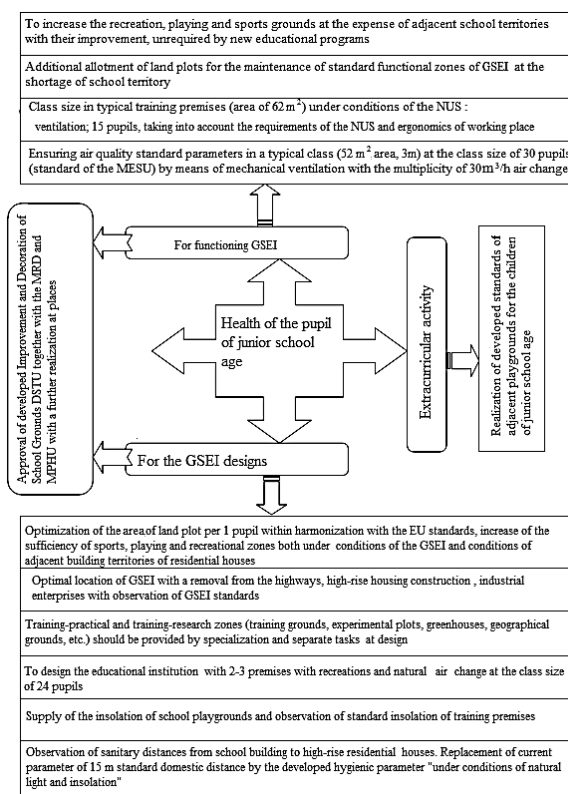 To increase the recreation, playing and sports grounds at the expense of adjacent school territories
with their improvement, unrequired by new educational programs
Additional allotment of land plots for the maintenance of standard functional zones of GSEI at the
shortage of school territory
Class size in typical training premises (area of 62 m²) under conditions of the NUS :
ventilation; 15 pupils, taking into account the requirements of the NUS and ergonomics of working place
Ensuring air quality standard parameters in a typical class (52 m² area, 3m) at the class size of 30 pupils
(standard of the MESU) by means of mechanical ventilation with the multiplicity of 30m³/h air change
Approval of developed Improvement and Decoration of
School Grounds DSTU together with the MRD and
MPHU with a further realization at places
For functioning GSEI
Health of the pupil
of junior school
age
Extracurricular activity
Realization of developed standards of
adjacent playgrounds for the children
of junior school age
For the GSEI designs
Optimization of the area of land plot per 1 pupil within harmonization with the EU standards, increase of the
sufficiency of sports, playing and recreational zones both under conditions of the GSEI and conditions of
adjacent building territories of residential houses
Optimal location of GSEI with a removal from the highways, high-rise housing construction , industrial
enterprises with observation of GSEI standards
Training-practical and training-research zones (training grounds, experimental plots, greenhouses, geographical
grounds, etc.) should be provided by specialization and separate tasks at design
To design the educational institution with 2-3 premises with recreations and natural air change at the class size
of 24 pupils
Supply of the insolation of school playgrounds and observation of standard insolation of training premises
Observation of sanitary distances from school building to high-rise residential houses. Replacement of current
parameter of 15 m standard domestic distance by the developed hygienic parameter "under conditions of natural
light and insolation"